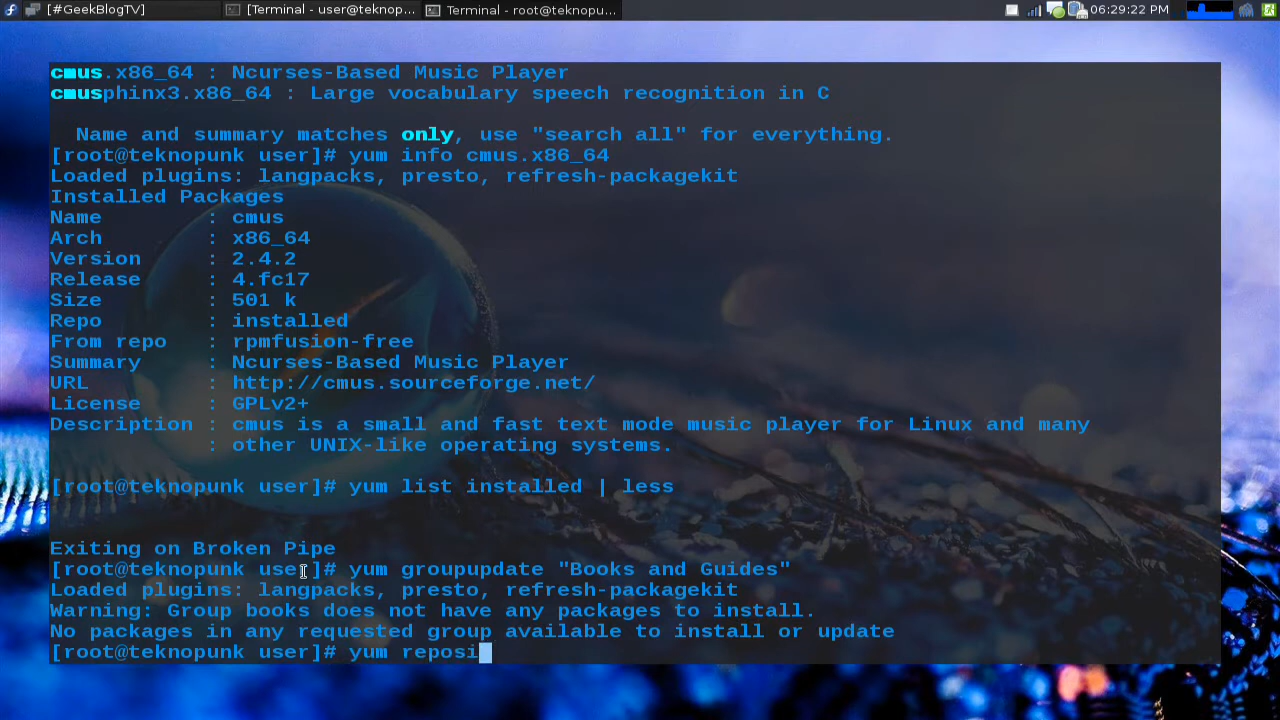 [#GeekBlogTV]
[Terminal - user@teknop...
Terminal - root@teknopu...
06:29:22 PM
cmus.x86_64 : Ncurses-Based Music Player
cmusphinx3.x86_64 : Large vocabulary speech recognition in C
Name and summary matches only, use "search all" for everything.
[root@teknopunk user]# yum info cmus.x86_64
Loaded plugins: langpacks, presto, refresh-packagekit
Installed Packages
Name : cmus
Arch : x86_64
Version : 2.4.2
Release : 4.fc17
Size : 501 k
Repo : installed
From repo : rpmfusion-free
Summary : Ncurses-Based Music Player
URL : http://cmus.sourceforge.net/
License : GPLv2+
Description : cmus is a small and fast text mode music player for Linux and many
: other UNIX-like operating systems.
[root@teknopunk user]# yum list installed | less
Exiting on Broken Pipe
[root@teknopunk user]# yum groupupdate "Books and Guides"
Loaded plugins: langpacks, presto, refresh-packagekit
Warning: Group books does not have any packages to install.
No packages in any requested group available to install or update
[root@teknopunk user]# yum reposi